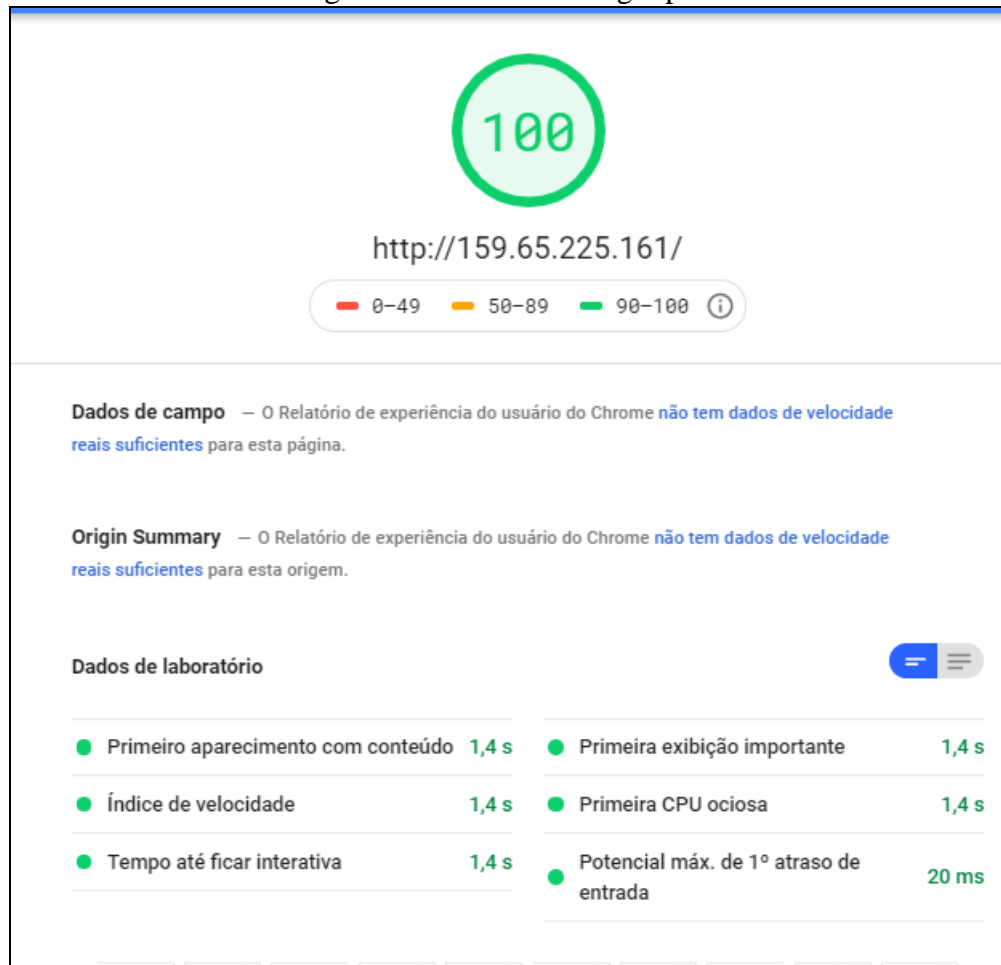 100
http://159.65.225.161/
0–49 50–89 90–100
Dados de campo — O Relatório de experiência do usuário do Chrome não tem dados de velocidade
reais suficientes para esta página.
Origin Summary — O Relatório de experiência do usuário do Chrome não tem dados de velocidade
reais suficientes para esta origem.
Dados de laboratório
Primeiro aparecimento com conteúdo 1,4 s
Primeira exibição importante 1,4 s
Índice de velocidade 1,4 s
Primeira CPU ociosa 1,4 s
Tempo até ficar interativa 1,4 s
Potencial máx. de 1º atraso de
entrada 20 ms